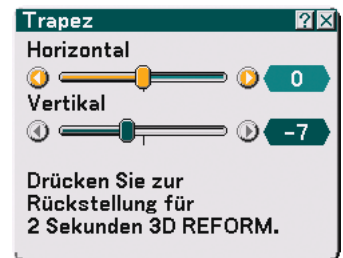 Trapez ? ×
Horizontal
0
Vertikal
-7
Drücken Sie zur
Rückstellung für
2 Sekunden 3D REFORM.